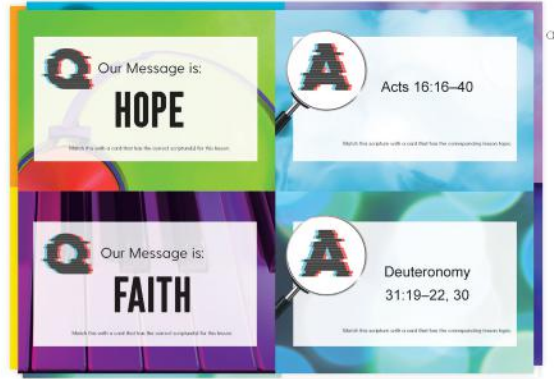 Q
Our Message is:
HOPE
Match this with a card that has the correct scripture(s) for this lesson.
A
Acts 16:16–40
Match this scripture with a card that has the corresponding lesson topic.
Q
Our Message is:
FAITH
Match this with a card that has the correct scripture(s) for this lesson.
A
Deuteronomy
31:19–22, 30
Match this scripture with a card that has the corresponding lesson topic.